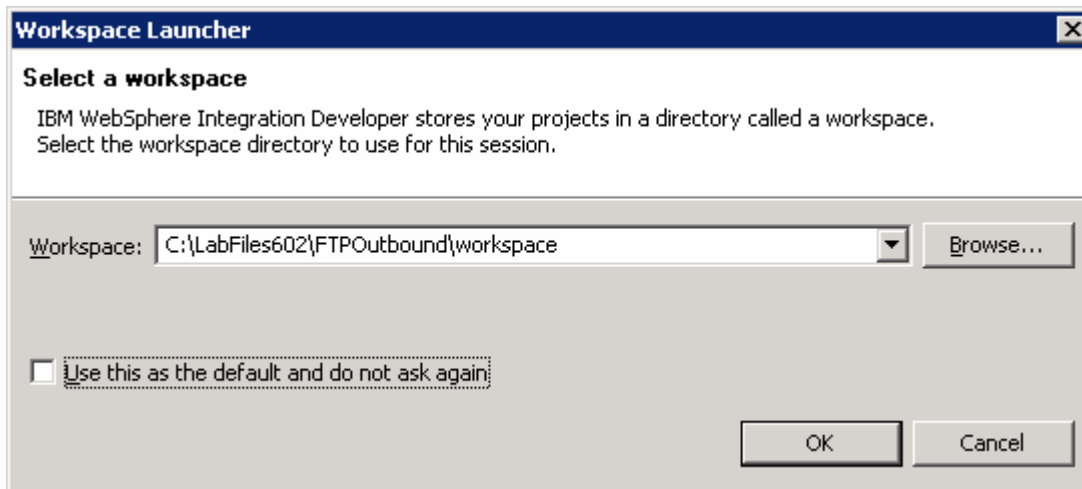 Workspace Launcher
Select a workspace
IBM WebSphere Integration Developer stores your projects in a directory called a workspace.
Select the workspace directory to use for this session.
Workspace: C:\LabFiles602\FTPOutbound\workspace Browse...
Use this as the default and do not ask again
OK Cancel